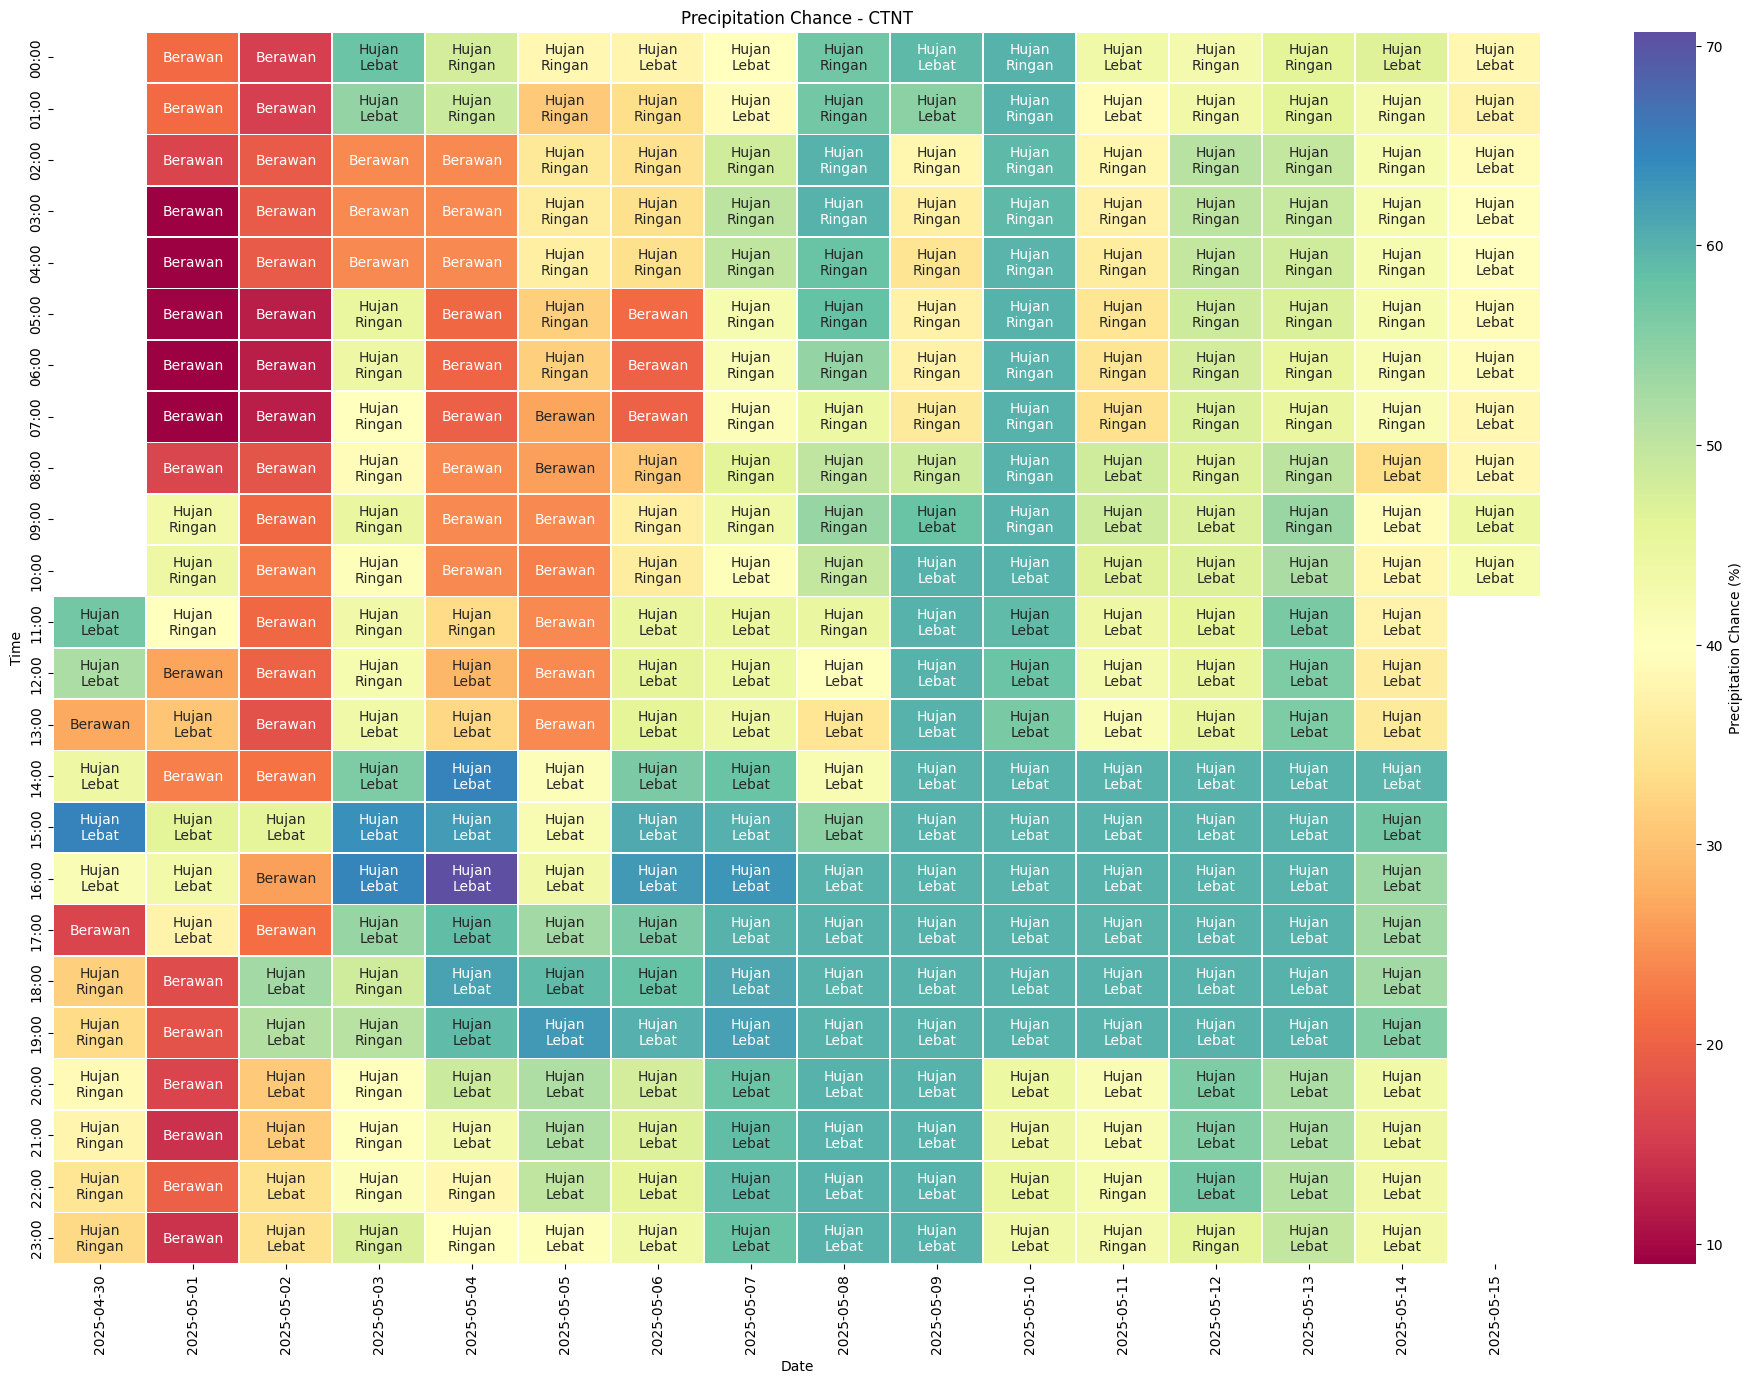 Precipitation Chance - CTNT
00:00 Berawan Berawan Hujan Lebat Hujan Ringan Hujan Ringan Hujan Lebat Hujan Lebat Hujan Ringan Hujan Lebat Hujan Ringan Hujan Lebat Hujan Ringan Hujan Ringan Hujan Lebat Hujan Lebat
01:00 Berawan Berawan Hujan Lebat Hujan Ringan Hujan Ringan Hujan Ringan Hujan Lebat Hujan Ringan Hujan Lebat Hujan Ringan Hujan Lebat Hujan Ringan Hujan Ringan Hujan Ringan Hujan Lebat
02:00 Berawan Berawan Berawan Berawan Hujan Ringan Hujan Ringan Hujan Ringan Hujan Ringan Hujan Ringan Hujan Ringan Hujan Ringan Hujan Ringan Hujan Ringan Hujan Ringan Hujan Lebat
03:00 Berawan Berawan Berawan Berawan Hujan Ringan Hujan Ringan Hujan Ringan Hujan Ringan Hujan Ringan Hujan Ringan Hujan Ringan Hujan Ringan Hujan Ringan Hujan Ringan Hujan Lebat
04:00 Berawan Berawan Berawan Berawan Hujan Ringan Hujan Ringan Hujan Ringan Hujan Ringan Hujan Ringan Hujan Ringan Hujan Ringan Hujan Ringan Hujan Ringan Hujan Ringan Hujan Lebat
05:00 Berawan Berawan Hujan Ringan Berawan Hujan Ringan Berawan Hujan Ringan Hujan Ringan Hujan Ringan Hujan Ringan Hujan Ringan Hujan Ringan Hujan Ringan Hujan Ringan Hujan Lebat
06:00 Berawan Berawan Hujan Ringan Berawan Hujan Ringan Berawan Hujan Ringan Hujan Ringan Hujan Ringan Hujan Ringan Hujan Ringan Hujan Ringan Hujan Ringan Hujan Ringan Hujan Lebat
07:00 Berawan Berawan Hujan Ringan Berawan Berawan Berawan Hujan Ringan Hujan Ringan Hujan Ringan Hujan Ringan Hujan Ringan Hujan Ringan Hujan Ringan Hujan Ringan Hujan Lebat
08:00 Berawan Berawan Hujan Ringan Berawan Berawan Hujan Ringan Hujan Ringan Hujan Ringan Hujan Ringan Hujan Ringan Hujan Lebat Hujan Ringan Hujan Ringan Hujan Lebat Hujan Lebat
09:00 Hujan Ringan Berawan Hujan Ringan Berawan Berawan Hujan Ringan Hujan Ringan Hujan Ringan Hujan Lebat Hujan Ringan Hujan Lebat Hujan Lebat Hujan Ringan Hujan Lebat Hujan Lebat
10:00 Hujan Ringan Berawan Hujan Ringan Berawan Berawan Hujan Ringan Hujan Lebat Hujan Ringan Hujan Lebat Hujan Lebat Hujan Lebat Hujan Lebat Hujan Lebat Hujan Lebat Hujan Lebat
11:00 Hujan Lebat Hujan Ringan Berawan Hujan Ringan Hujan Ringan Berawan Hujan Lebat Hujan Lebat Hujan Ringan Hujan Lebat Hujan Lebat Hujan Lebat Hujan Lebat Hujan Lebat Hujan Lebat
12:00 Hujan Lebat Berawan Berawan Hujan Ringan Hujan Lebat Berawan Hujan Lebat Hujan Lebat Hujan Lebat Hujan Lebat Hujan Lebat Hujan Lebat Hujan Lebat Hujan Lebat Hujan Lebat
13:00 Berawan Hujan Lebat Berawan Hujan Lebat Hujan Lebat Berawan Hujan Lebat Hujan Lebat Hujan Lebat Hujan Lebat Hujan Lebat Hujan Lebat Hujan Lebat Hujan Lebat Hujan Lebat
14:00 Hujan Lebat Berawan Berawan Hujan Lebat Hujan Lebat Hujan Lebat Hujan Lebat Hujan Lebat Hujan Lebat Hujan Lebat Hujan Lebat Hujan Lebat Hujan Lebat Hujan Lebat Hujan Lebat
15:00 Hujan Lebat Hujan Lebat Hujan Lebat Hujan Lebat Hujan Lebat Hujan Lebat Hujan Lebat Hujan Lebat Hujan Lebat Hujan Lebat Hujan Lebat Hujan Lebat Hujan Lebat Hujan Lebat Hujan Lebat
16:00 Hujan Lebat Hujan Lebat Berawan Hujan Lebat Hujan Lebat Hujan Lebat Hujan Lebat Hujan Lebat Hujan Lebat Hujan Lebat Hujan Lebat Hujan Lebat Hujan Lebat Hujan Lebat Hujan Lebat
17:00 Berawan Hujan Lebat Berawan Hujan Lebat Hujan Lebat Hujan Lebat Hujan Lebat Hujan Lebat Hujan Lebat Hujan Lebat Hujan Lebat Hujan Lebat Hujan Lebat Hujan Lebat Hujan Lebat
18:00 Hujan Ringan Berawan Hujan Lebat Hujan Ringan Hujan Lebat Hujan Lebat Hujan Lebat Hujan Lebat Hujan Lebat Hujan Lebat Hujan Lebat Hujan Lebat Hujan Lebat Hujan Lebat Hujan Lebat
19:00 Hujan Ringan Berawan Hujan Lebat Hujan Ringan Hujan Lebat Hujan Lebat Hujan Lebat Hujan Lebat Hujan Lebat Hujan Lebat Hujan Lebat Hujan Lebat Hujan Lebat Hujan Lebat Hujan Lebat
20:00 Hujan Ringan Berawan Hujan Lebat Hujan Ringan Hujan Lebat Hujan Lebat Hujan Lebat Hujan Lebat Hujan Lebat Hujan Lebat Hujan Lebat Hujan Lebat Hujan Lebat Hujan Lebat Hujan Lebat
21:00 Hujan Ringan Berawan Hujan Lebat Hujan Ringan Hujan Lebat Hujan Lebat Hujan Lebat Hujan Lebat Hujan Lebat Hujan Lebat Hujan Lebat Hujan Lebat Hujan Lebat Hujan Lebat Hujan Lebat
22:00 Hujan Ringan Berawan Hujan Lebat Hujan Ringan Hujan Ringan Hujan Lebat Hujan Lebat Hujan Lebat Hujan Lebat Hujan Lebat Hujan Lebat Hujan Ringan Hujan Lebat Hujan Lebat Hujan Lebat
23:00 Hujan Ringan Berawan Hujan Lebat Hujan Ringan Hujan Ringan Hujan Lebat Hujan Lebat Hujan Lebat Hujan Lebat Hujan Lebat Hujan Lebat Hujan Ringan Hujan Ringan Hujan Lebat Hujan Lebat
Time
2025-04-30 2025-05-01 2025-05-02 2025-05-03 2025-05-04 2025-05-05 2025-05-06 2025-05-07 2025-05-08 2025-05-09 2025-05-10 2025-05-11 2025-05-12 2025-05-13 2025-05-14 2025-05-15
Date
70
60
50
40
30
20
10
Precipitation Chance (%)